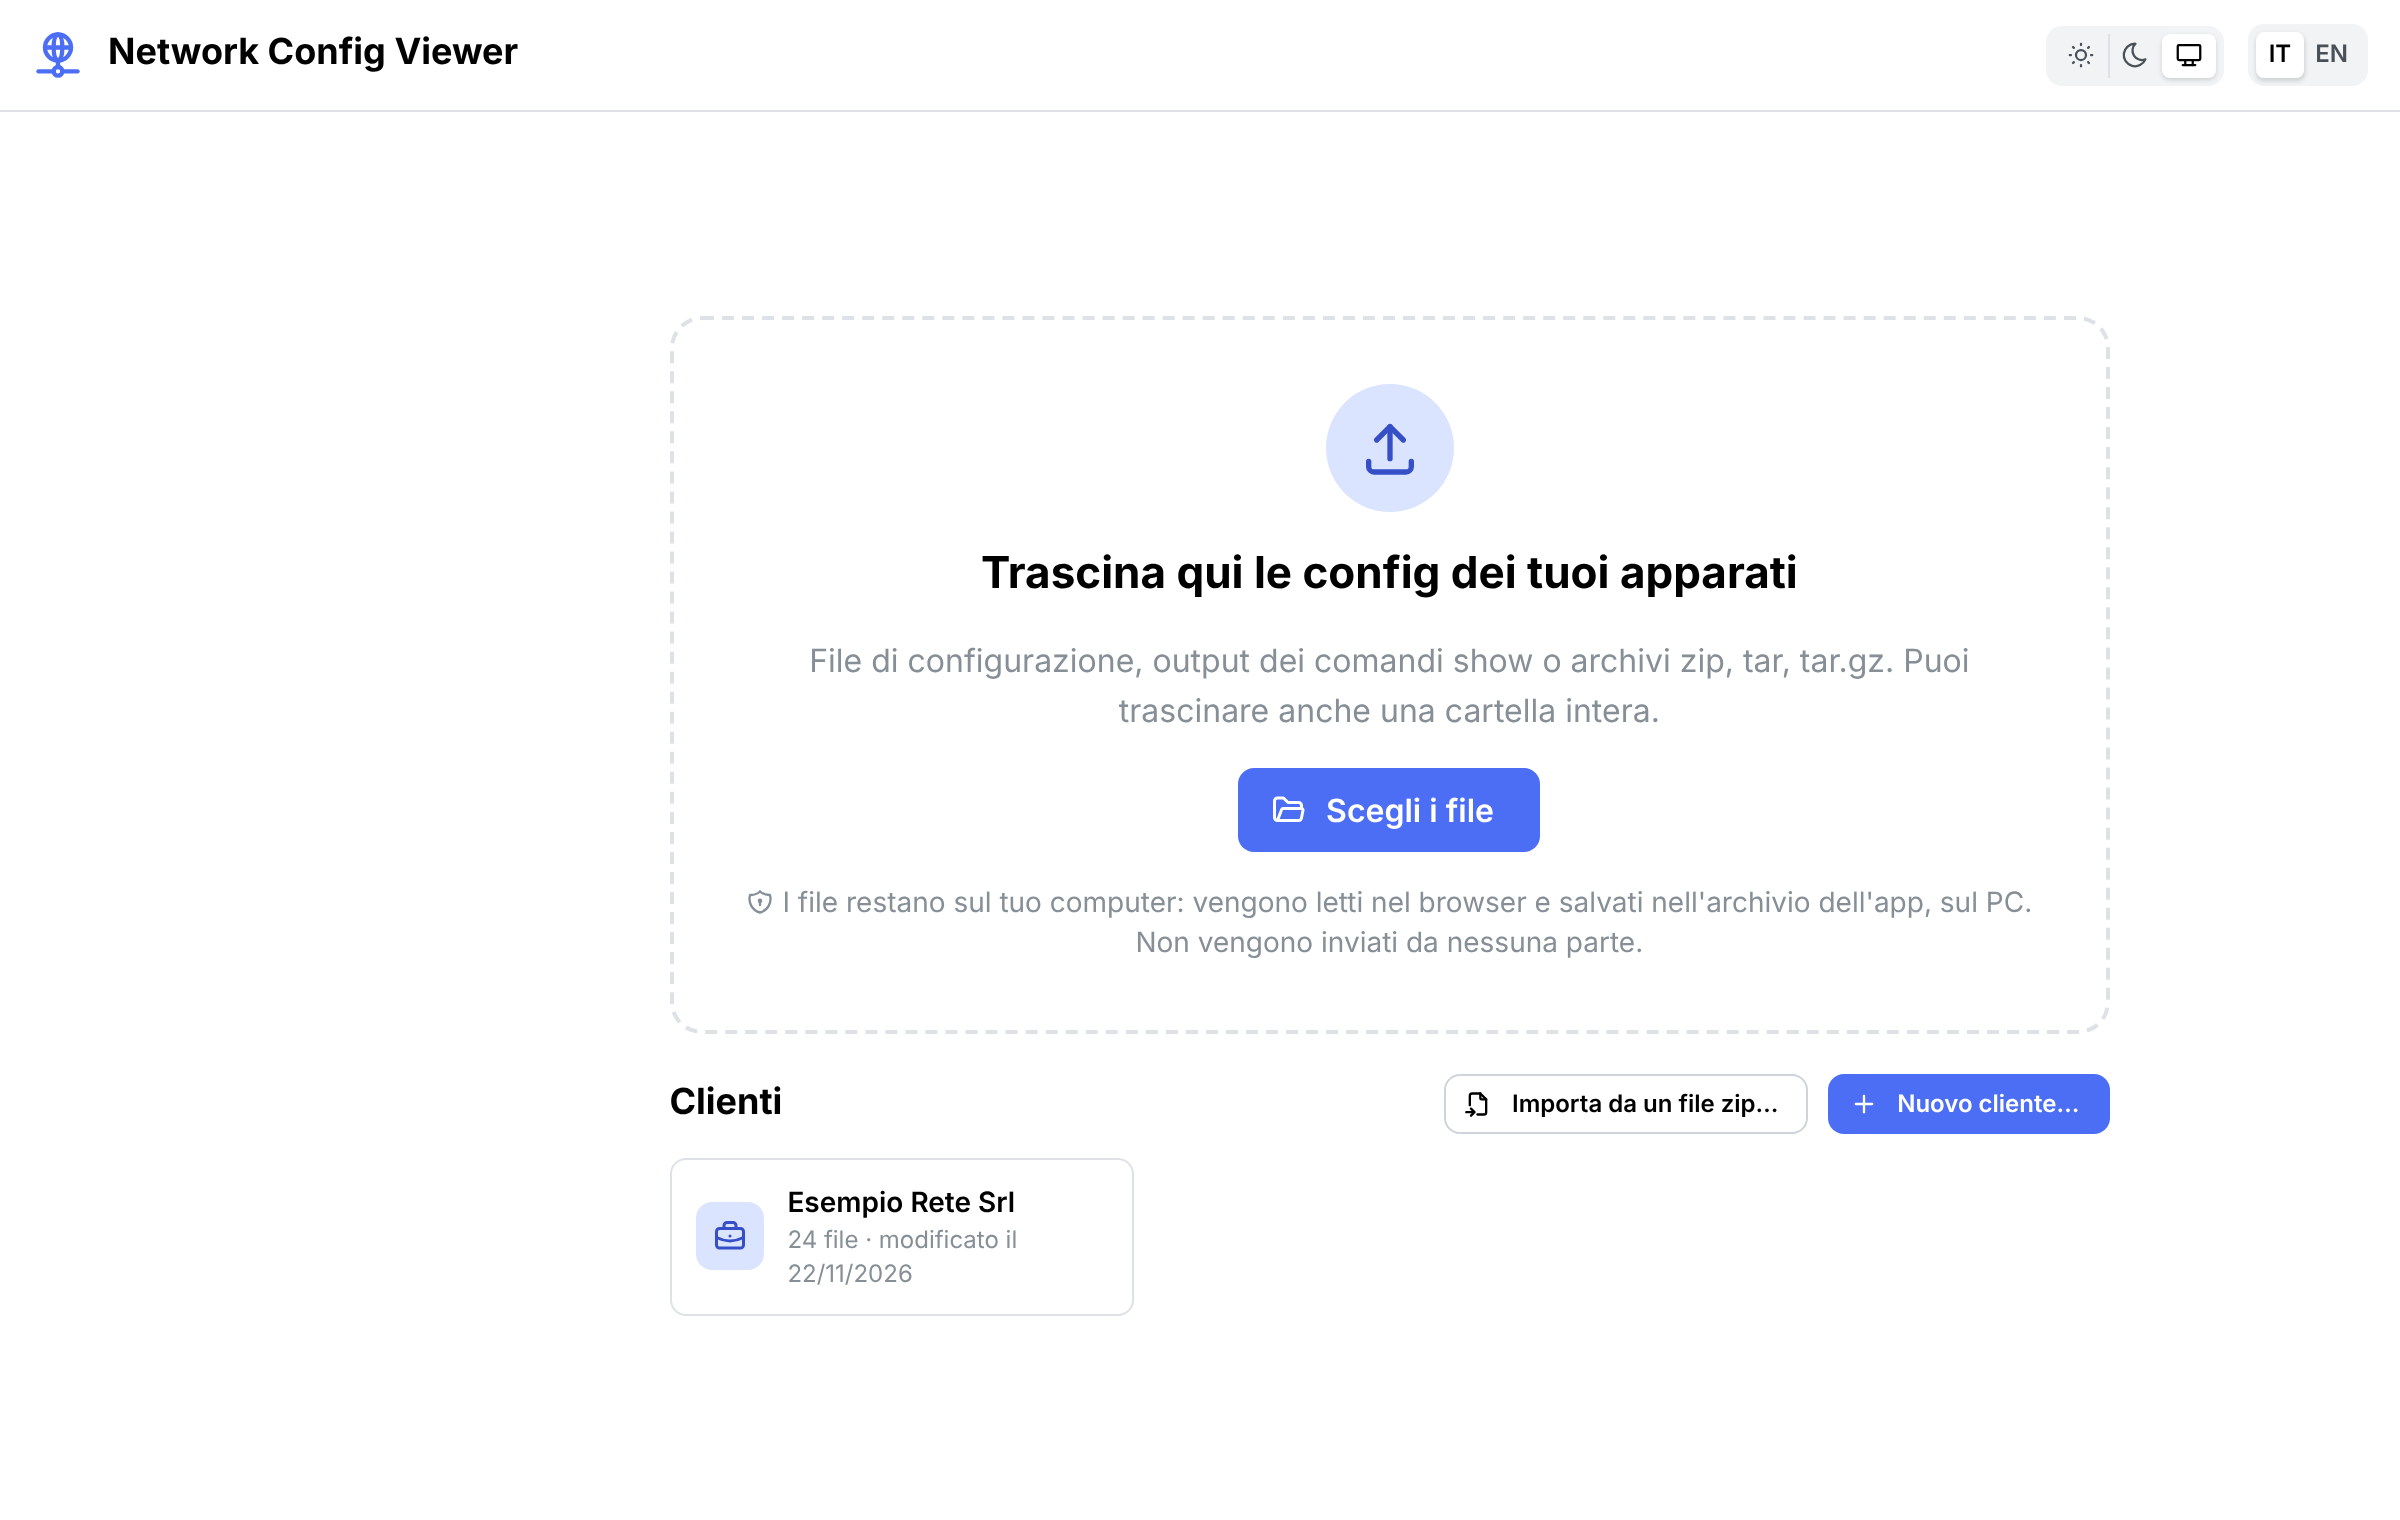 Network Config Viewer
IT EN
Trascina qui le config dei tuoi apparati
File di configurazione, output dei comandi show o archivi zip, tar, tar.gz. Puoi
trascinare anche una cartella intera.
Scegli i file
I file restano sul tuo computer: vengono letti nel browser e salvati nell'archivio dell'app, sul PC.
Non vengono inviati da nessuna parte.
Clienti
Importa da un file zip...
Nuovo cliente...
Esempio Rete Srl
24 file · modificato il
22/11/2026